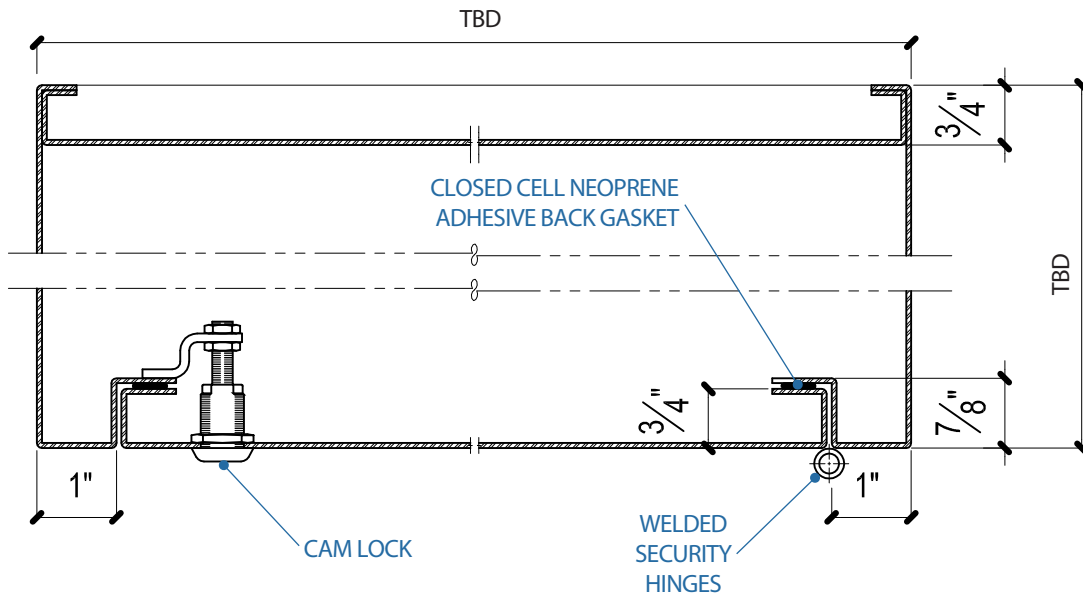 TBD
3/4"
CLOSED CELL NEOPRENE
ADHESIVE BACK GASKET
TBD
3/4"
7/8"
1"
1"
CAM LOCK
WELDED
SECURITY
HINGES